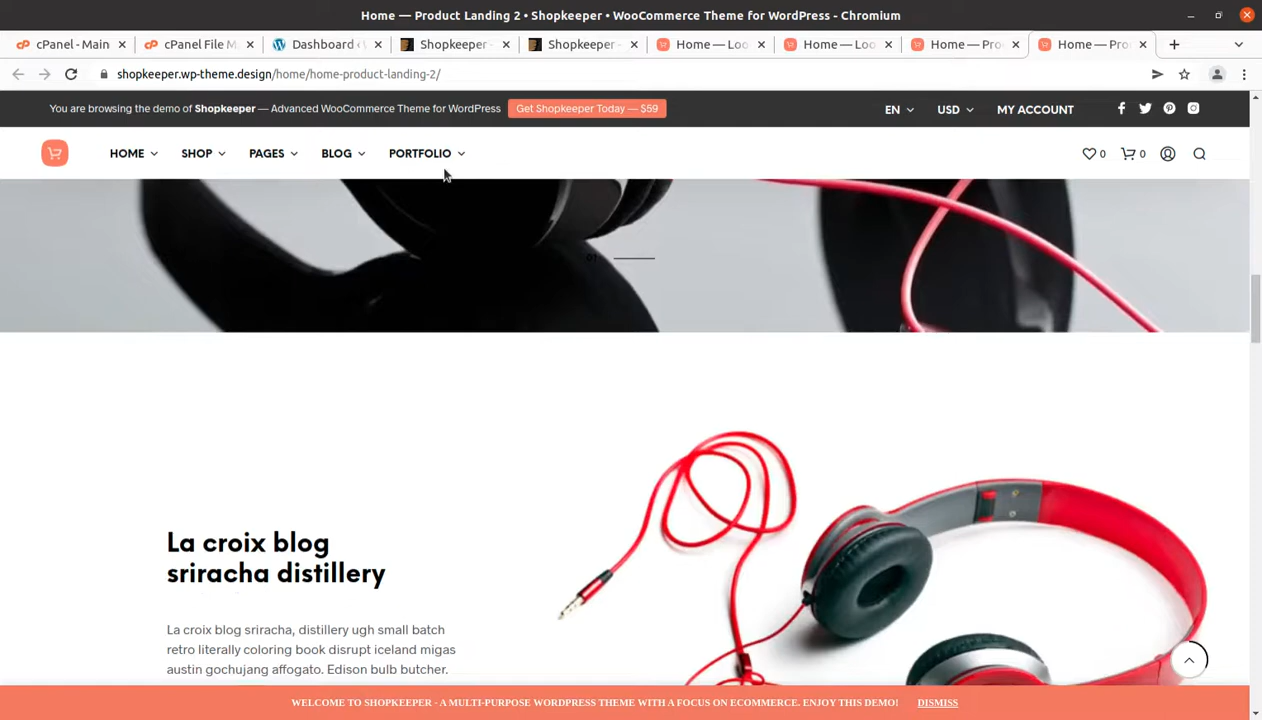 Home — Product Landing 2 • Shopkeeper • WooCommerce Theme for WordPress - Chromium
cPanel - Main
cPanel File M
Dashboard
Shopkeeper -
Shopkeeper -
Home — Loo
Home — Loo
Home — Pro
Home — Pro
shopkeeper.wp-theme.design/home/home-product-landing-2/
You are browsing the demo of Shopkeeper — Advanced WooCommerce Theme for WordPress Get Shopkeeper Today — $59 EN USD MY ACCOUNT
HOME SHOP PAGES BLOG PORTFOLIO 0 0
01
La croix blog
sriracha distillery
La croix blog sriracha, distillery ugh small batch
retro literally coloring book disrupt iceland migas
austin gochujang affogato. Edison bulb butcher.
WELCOME TO SHOPKEEPER - A MULTI-PURPOSE WORDPRESS THEME WITH A FOCUS ON ECOMMERCE. ENJOY THIS DEMO! DISMISS